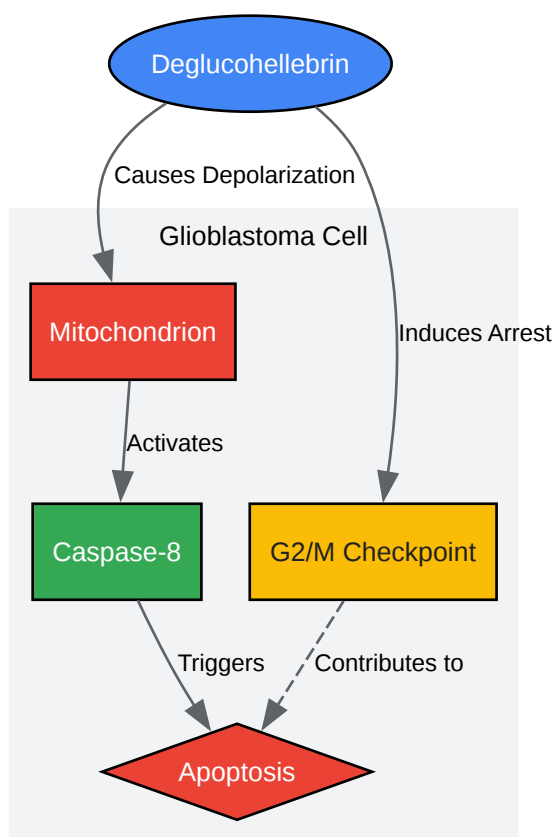 Deglucohellebrin
Causes Depolarization
Glioblastoma Cell
Mitochondrion
Induces Arrest
Activates
Caspase-8
G2/M Checkpoint
Triggers
Contributes to
Apoptosis